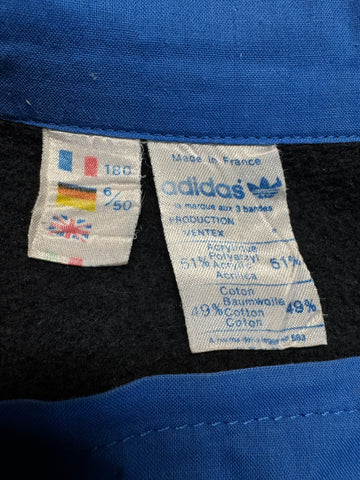 180
6/50
Made in France
adidas
la marque aux 3 bandes
PRODUCTION
VENTEX
Acrylique
Polyacryl
51% Acrylic 51%
Acrilica
Coton
Baumwolle
49% Cotton 49%
Coton